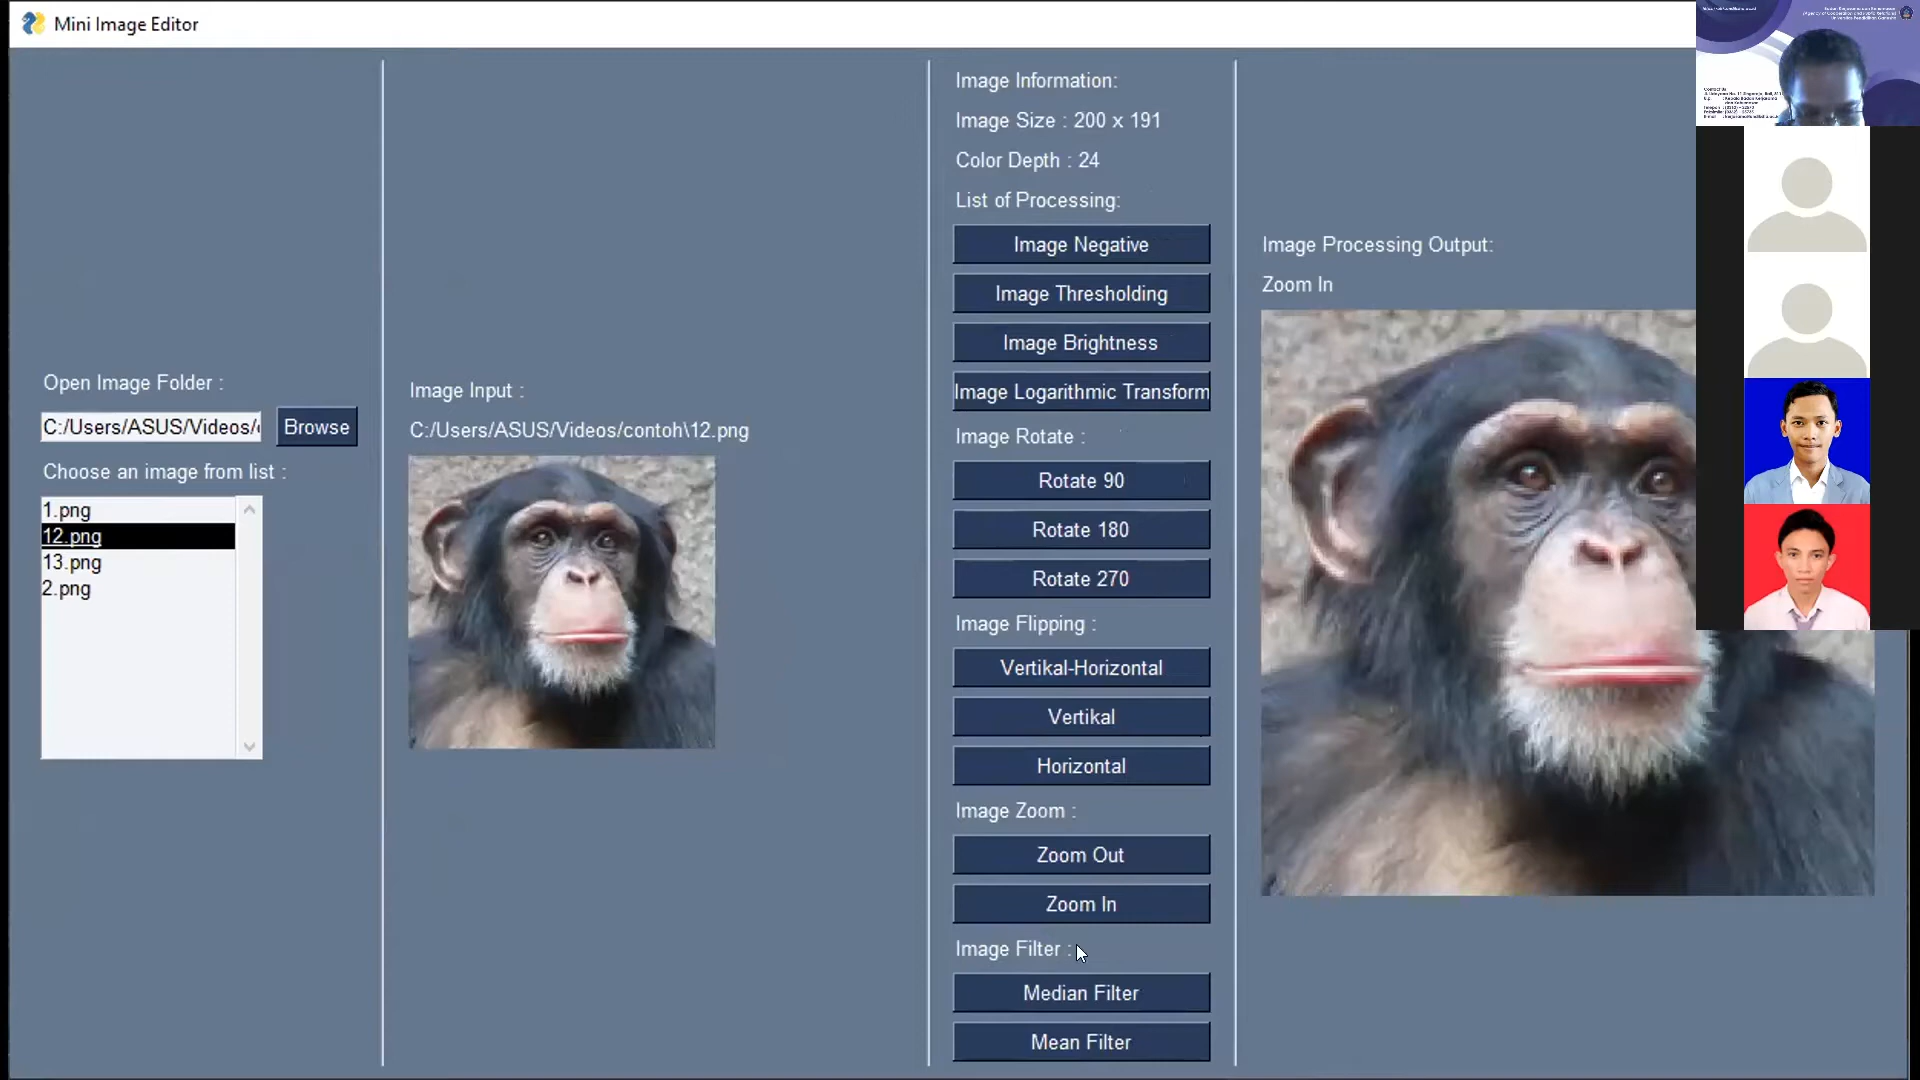 Mini Image Editor
Open Image Folder :
C:/Users/ASUS/Videos/
Browse
Choose an image from list :
1.png
12.png
13.png
2.png
Image Input :
C:/Users/ASUS/Videos/contoh\12.png
Image Information:
Image Size : 200 x 191
Color Depth : 24
List of Processing:
Image Negative
Image Thresholding
Image Brightness
Image Logarithmic Transform
Image Rotate :
Rotate 90
Rotate 180
Rotate 270
Image Flipping :
Vertikal-Horizontal
Vertikal
Horizontal
Image Zoom :
Zoom Out
Zoom In
Image Filter :
Median Filter
Mean Filter
Image Processing Output:
Zoom In
Universitas Pendidikan Ganesha